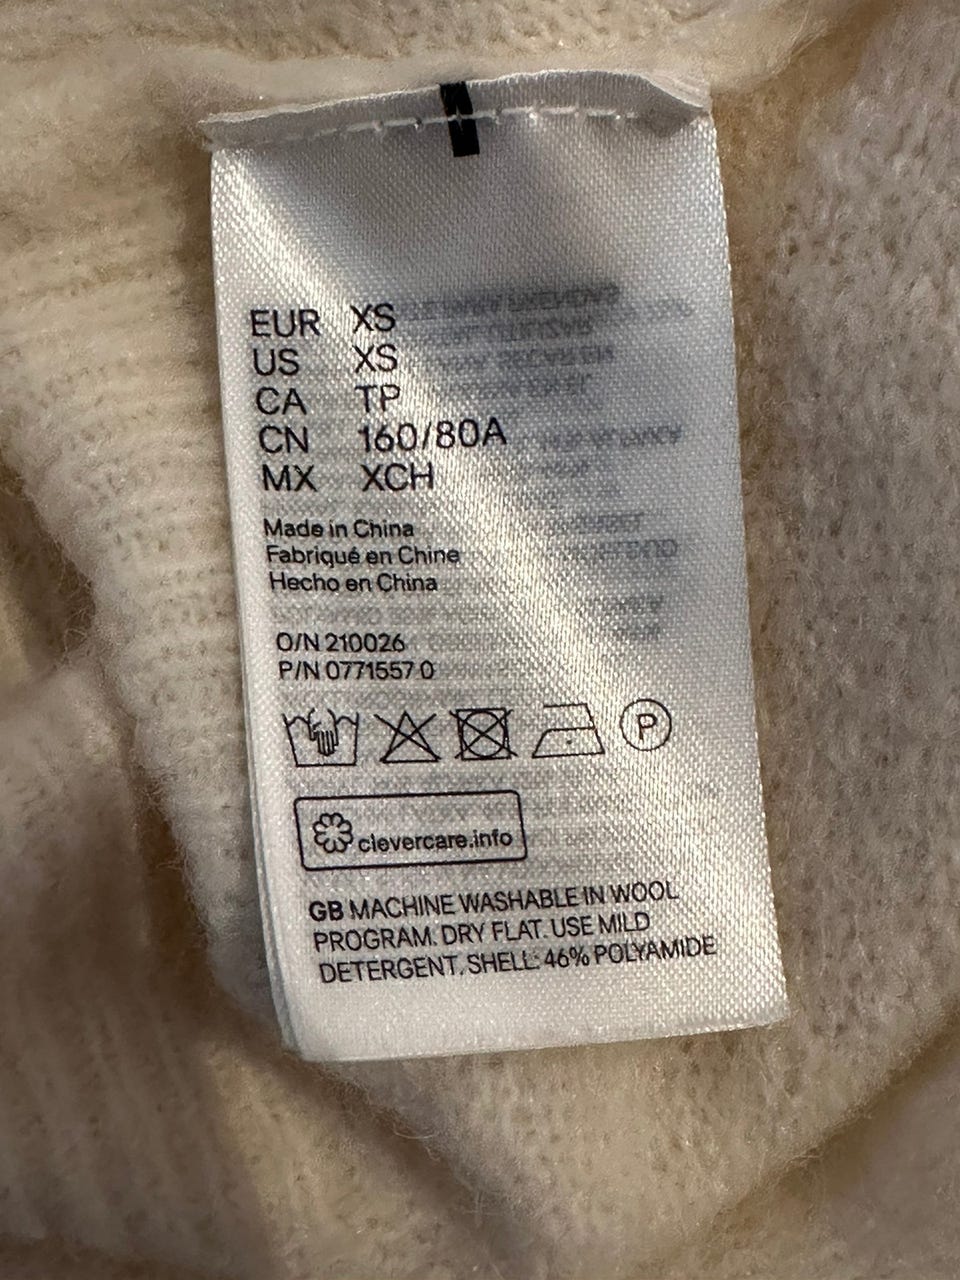 EUR XS
US XS
CA TP
CN 160/80A
MX XCH
Made in China
Fabriqué en Chine
Hecho en China
O/N 210026
P/N 0771557 0
P
clevercare.info
GB MACHINE WASHABLE IN WOOL
PROGRAM. DRY FLAT. USE MILD
DETERGENT. SHELL: 46% POLYAMIDE